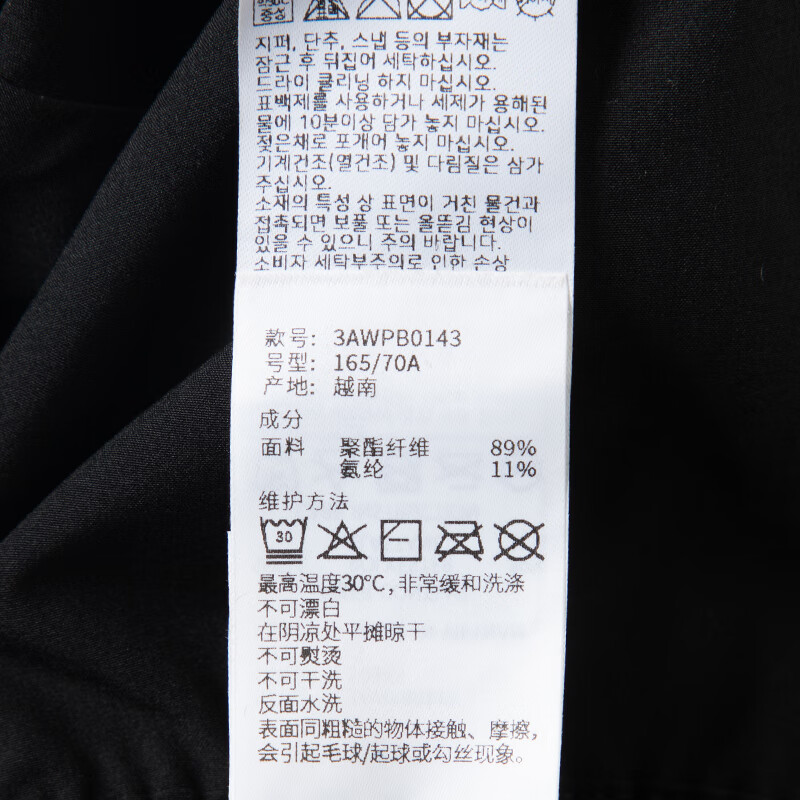 지퍼, 단추, 스냅 등의 부자재는
잠근 후 뒤집어 세탁하십시오.
드라이 클리닝 하지 마십시오.
표백제를 사용하거나 세제가 용해된
물에 10분이상 담가 놓지 마십시오.
젖은채로 포개어 놓지 마십시오.
기계건조(열건조) 및 다림질은 삼가
주십시오.
소재의 특성 상 표면이 거친 물건과
접촉되면 보풀 또는 올뜯김 현상이
있을 수 있으니 주의 바랍니다.
소비자 세탁부주의로 인한 손상
款号: 3AWPB0143
号型: 165/70A
产地: 越南
成分
面料 聚酯纤维 89%
氨纶 11%
维护方法
30
最高温度30℃, 非常缓和洗涤
不可漂白
在阴凉处平摊晾干
不可熨烫
不可干洗
反面水洗
表面同粗糙的物体接触、摩擦,
会引起毛球/起球或勾丝现象。